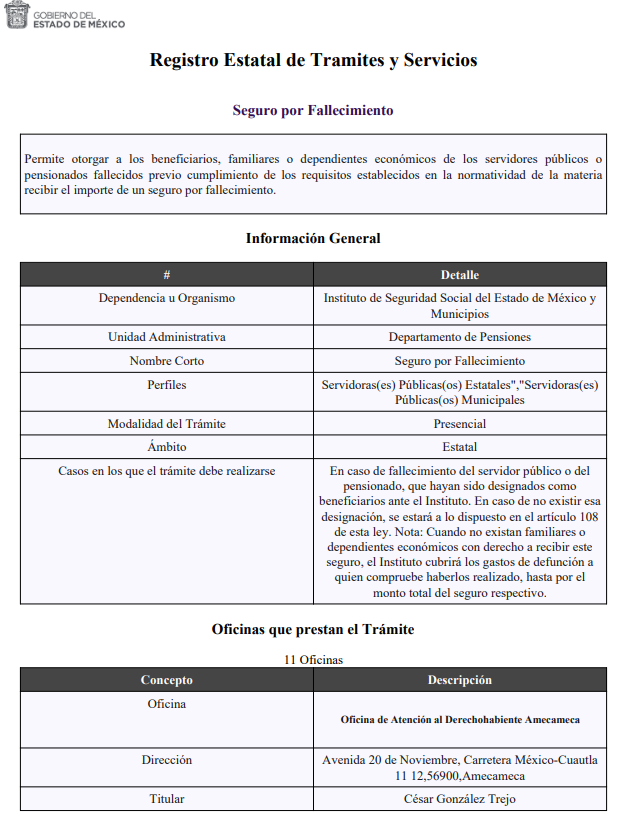 GOBIERNO DEL
ESTADO DE MÉXICO
Registro Estatal de Tramites y Servicios
Seguro por Fallecimiento
Permite otorgar a los beneficiarios, familiares o dependientes económicos de los servidores públicos o
pensionados fallecidos previo cumplimiento de los requisitos establecidos en la normatividad de la materia
recibir el importe de un seguro por fallecimiento.
Información General
# Detalle
Dependencia u Organismo Instituto de Seguridad Social del Estado de México y
Municipios
Unidad Administrativa Departamento de Pensiones
Nombre Corto Seguro por Fallecimiento
Perfiles Servidoras(es) Públicas(os) Estatales","Servidoras(es)
Públicas(os) Municipales
Modalidad del Trámite Presencial
Ámbito Estatal
Casos en los que el trámite debe realizarse En caso de fallecimiento del servidor público o del
pensionado, que hayan sido designados como
beneficiarios ante el Instituto. En caso de no existir esa
designación, se estará a lo dispuesto en el artículo 108
de esta ley. Nota: Cuando no existan familiares o
dependientes económicos con derecho a recibir este
seguro, el Instituto cubrirá los gastos de defunción a
quien compruebe haberlos realizado, hasta por el
monto total del seguro respectivo.
Oficinas que prestan el Trámite
11 Oficinas
Concepto Descripción
Oficina Oficina de Atención al Derechohabiente Amecameca
Dirección Avenida 20 de Noviembre, Carretera México-Cuautla
11 12,56900,Amecameca
Titular César González Trejo